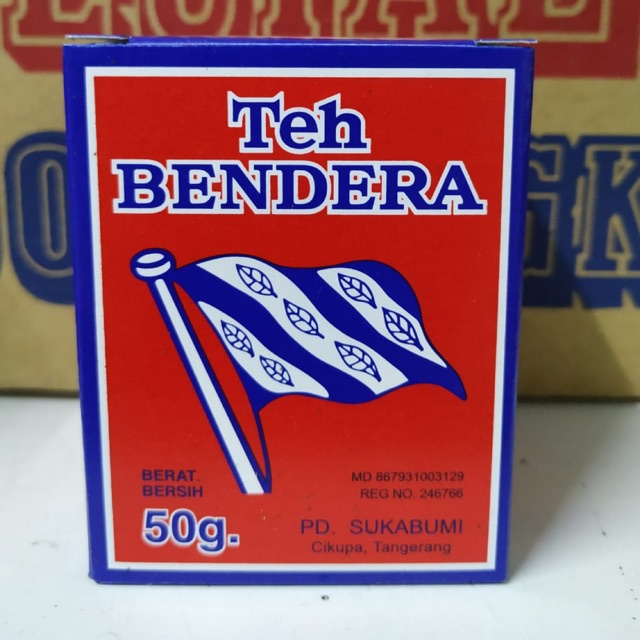 Teh
BENDERA
BERAT
BERSIH
50g.
MD 867931003129
REG NO. 246766
PD. SUKABUMI
Cikupa, Tangerang